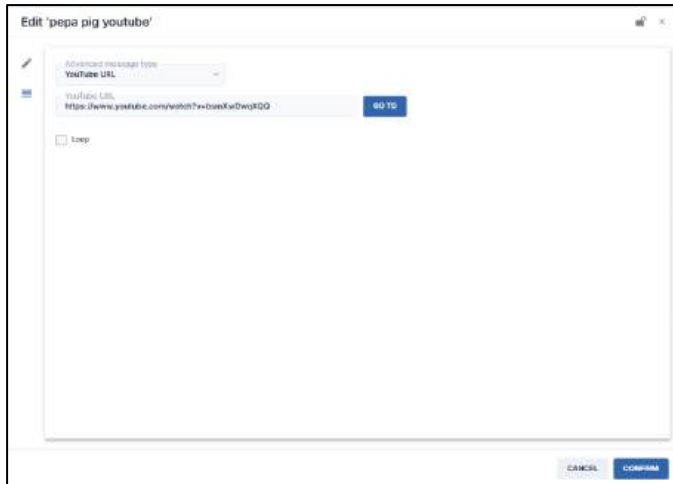 Edit 'pepa pig youtube'
Advanced message type
YouTube URL
YouTube URL
GO TO
Loop
CANCEL
CONFIRM